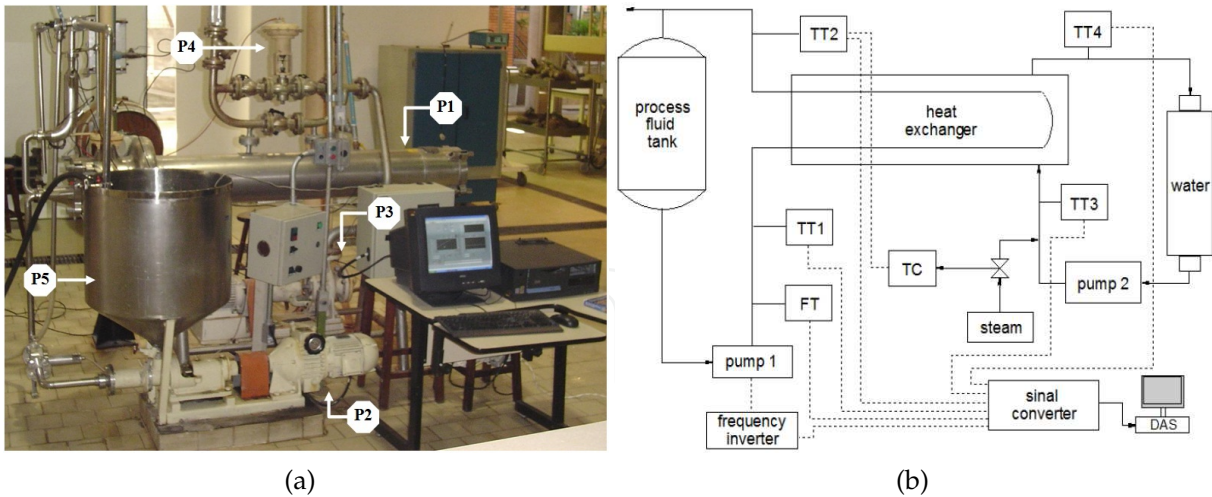 P4
P1
P3
P5
P2
(a)
TT2
TT4
process
fluid
tank
heat
exchanger
water
TT1
TT3
TC
FT
pump 2
steam
pump 1
sinal
converter
frequency
inverter
DAS
(b)